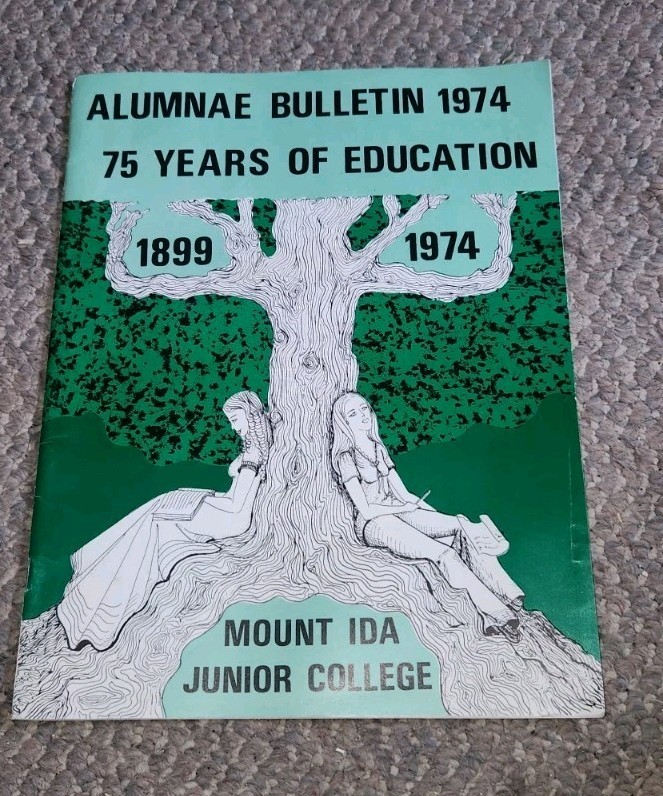 ALUMNAE BULLETIN 1974
75 YEARS OF EDUCATION
1899 1974
MOUNT IDA
JUNIOR COLLEGE